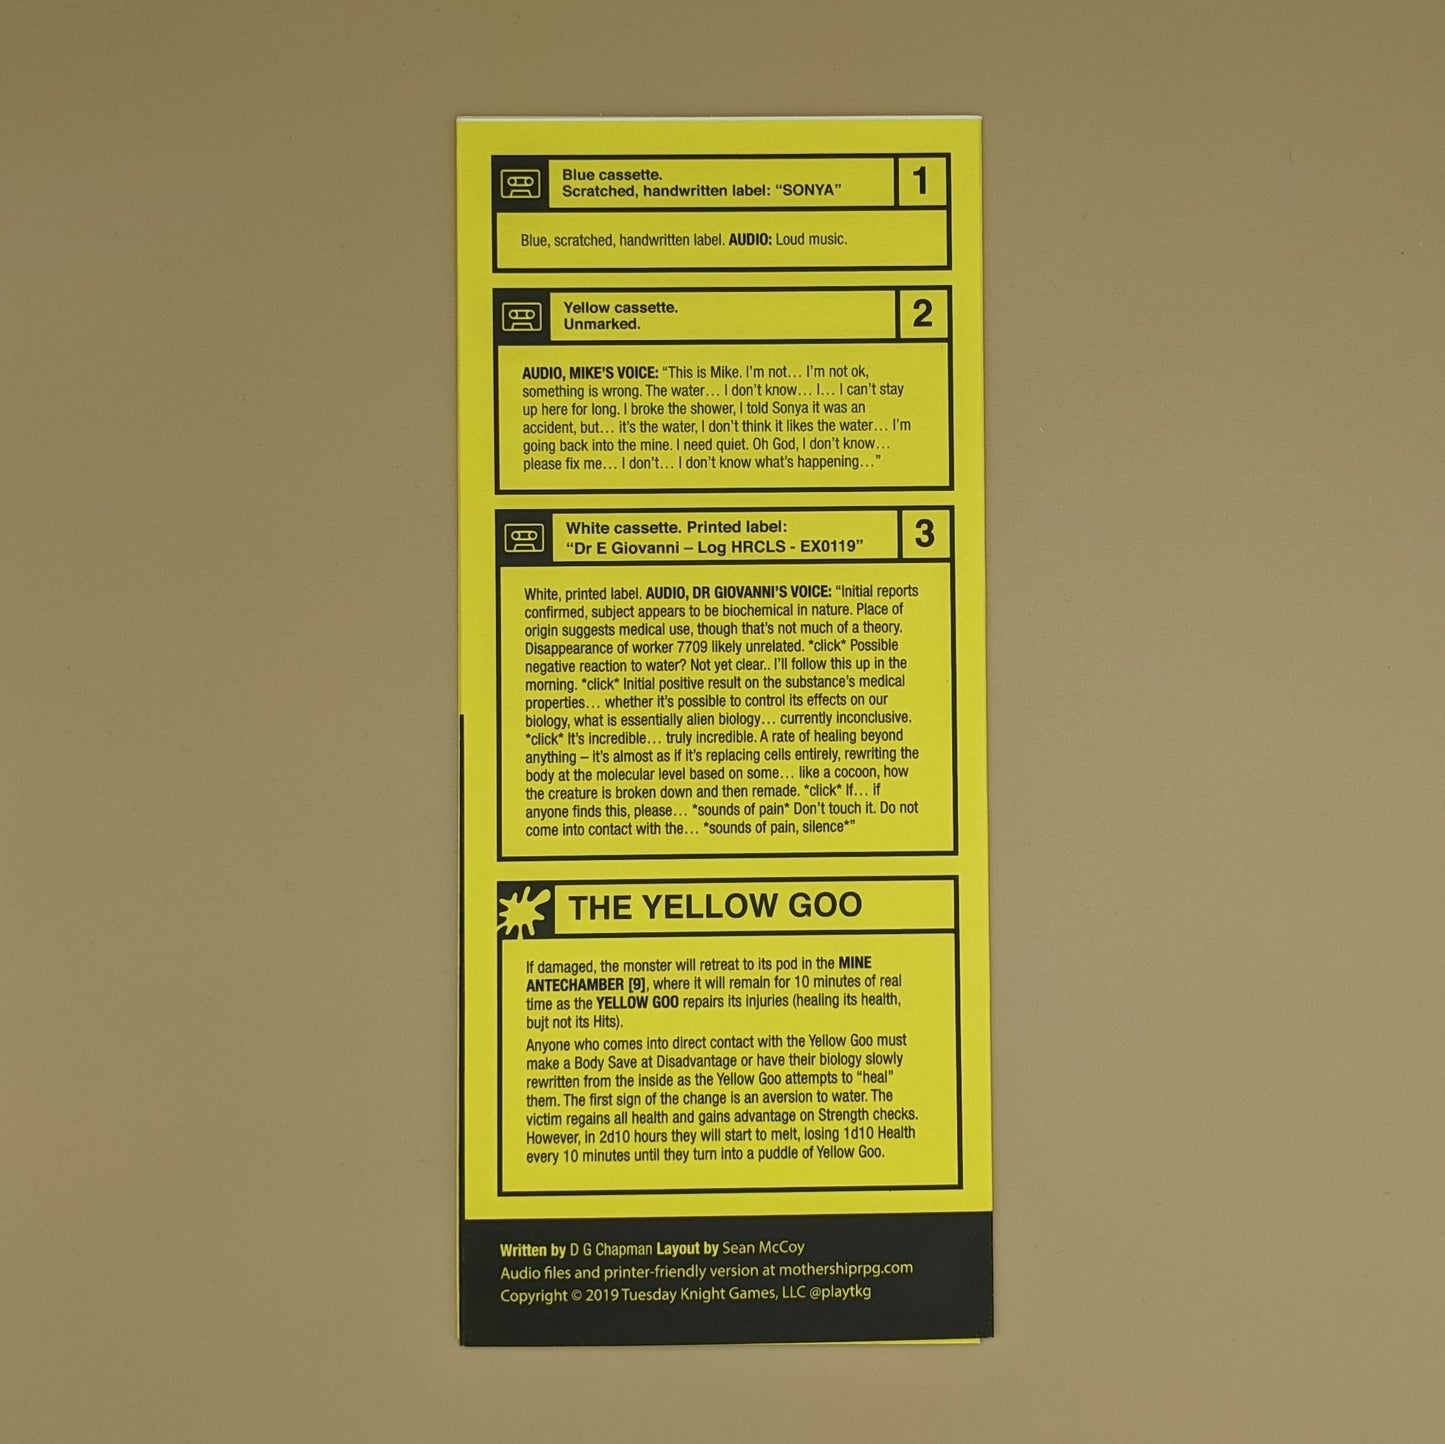 Blue cassette.
Scratched, handwritten label: “SONYA”
1
Blue, scratched, handwritten label. AUDIO: Loud music.
Yellow cassette.
Unmarked.
2
AUDIO, MIKE’S VOICE: “This is Mike. I’m not… I’m not ok,
something is wrong. The water… I don’t know… I… I can’t stay
up here for long. I broke the shower, I told Sonya it was an
accident, but… it’s the water, I don’t think it likes the water… I’m
going back into the mine. I need quiet. Oh God, I don’t know…
please fix me… I don’t… I don’t know what’s happening…”
White cassette. Printed label:
“Dr E Giovanni – Log HRCLS - EX0119”
3
White, printed label. AUDIO, DR GIOVANNI’S VOICE: “Initial reports
confirmed, subject appears to be biochemical in nature. Place of
origin suggests medical use, though that’s not much of a theory.
Disappearance of worker 7709 likely unrelated. *click* Possible
negative reaction to water? Not yet clear.. I’ll follow this up in the
morning. *click* Initial positive result on the substance’s medical
properties… whether it’s possible to control its effects on our
biology, what is essentially alien biology… currently inconclusive.
*click* It’s incredible… truly incredible. A rate of healing beyond
anything – it’s almost as if it’s replacing cells entirely, rewriting the
body at the molecular level based on some… like a cocoon, how
the creature is broken down and then remade. *click* If… if
anyone finds this, please… *sounds of pain* Don’t touch it. Do not
come into contact with the… *sounds of pain, silence*”
THE YELLOW GOO
If damaged, the monster will retreat to its pod in the MINE
ANTECHAMBER [9], where it will remain for 10 minutes of real
time as the YELLOW GOO repairs its injuries (healing its health,
bujt not its Hits).
Anyone who comes into direct contact with the Yellow Goo must
make a Body Save at Disadvantage or have their biology slowly
rewritten from the inside as the Yellow Goo attempts to “heal”
them. The first sign of the change is an aversion to water. The
victim regains all health and gains advantage on Strength checks.
However, in 2d10 hours they will start to melt, losing 1d10 Health
every 10 minutes until they turn into a puddle of Yellow Goo.
Written by D G Chapman Layout by Sean McCoy
Audio files and printer-friendly version at mothershiprpg.com
Copyright © 2019 Tuesday Knight Games, LLC @playtkg